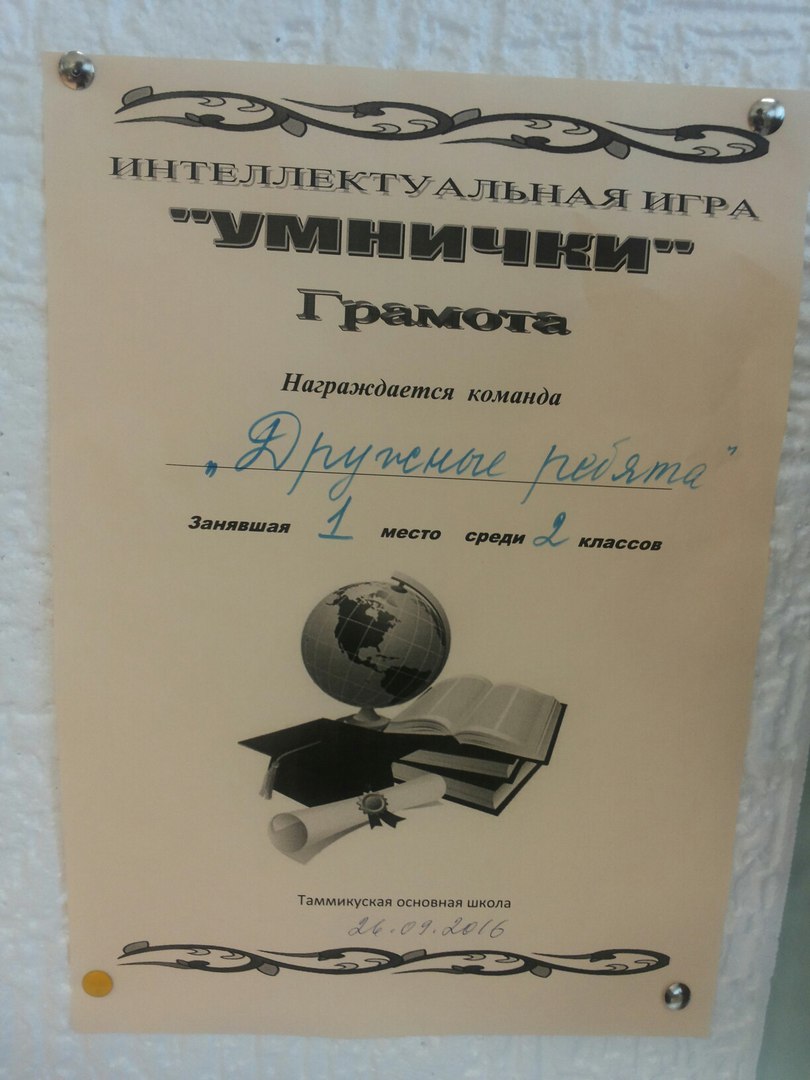 ИНТЕЛЛЕКТУАЛЬНАЯ ИГРА
"УМНИЧКИ"
Грамота
Награждается команда
„Дружные ребята"
Занявшая 1 место среди 2 классов
Таммикуская основная школа
26.09.2016